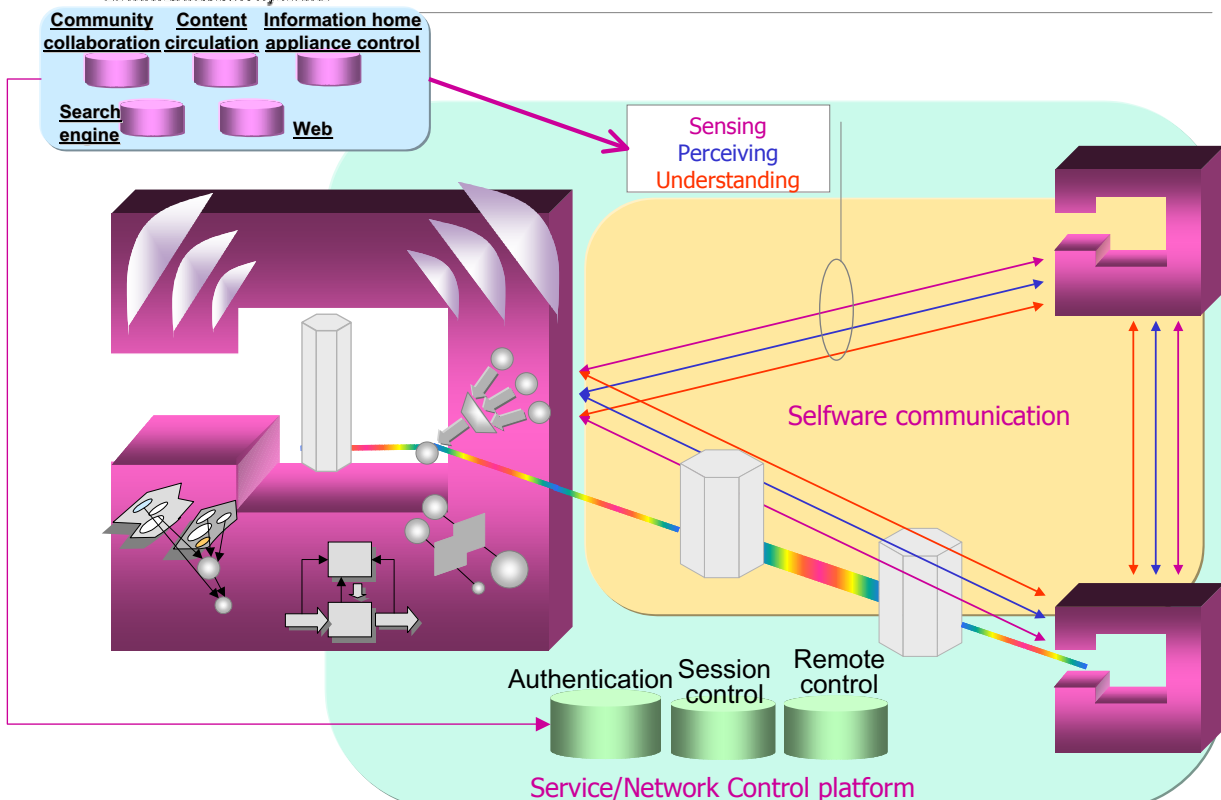 Community
collaboration
Content
circulation
Information home
appliance control
Search
engine
Web
Sensing
Perceiving
Understanding
Selfware communication
Authentication
Session
control
Remote
control
Service/Network Control platform